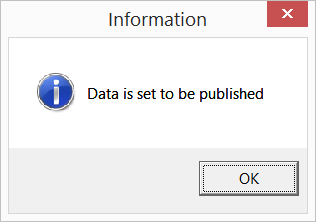 Information
Data is set to be published
OK